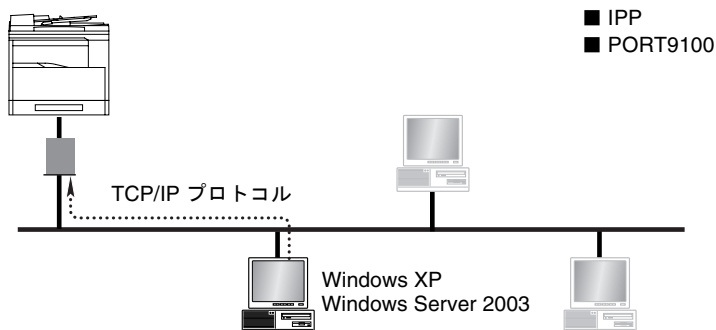 ■ IPP
■ PORT9100
TCP/IP プロトコル
Windows XP
Windows Server 2003